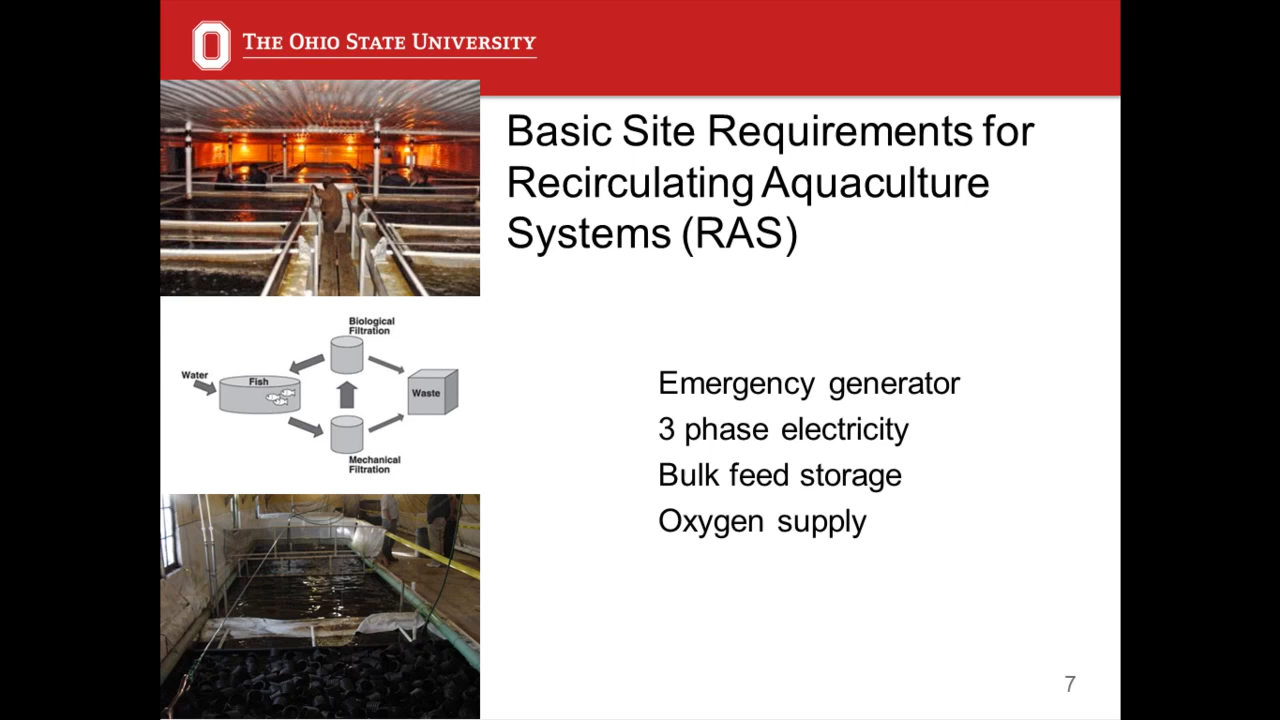 THE OHIO STATE UNIVERSITY
Basic Site Requirements for
Recirculating Aquaculture
Systems (RAS)
Biological
Filtration
Water
Fish
Waste
Mechanical
Filtration
Emergency generator
3 phase electricity
Bulk feed storage
Oxygen supply
7